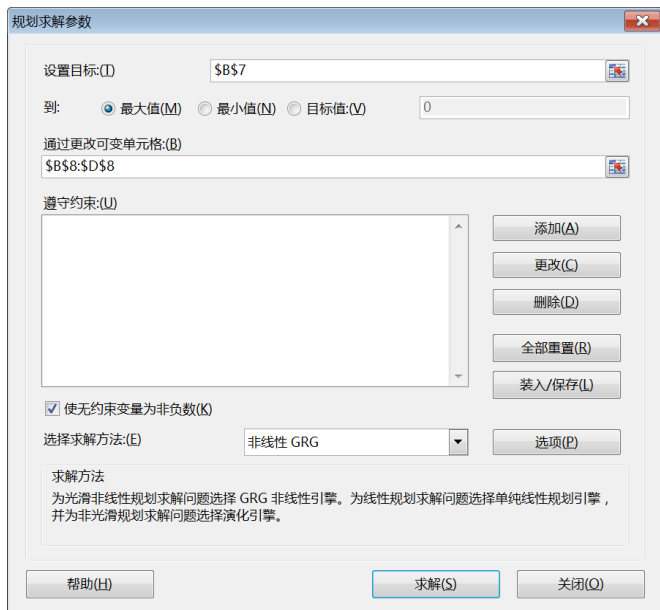 规划求解参数
设置目标:(T) $B$7
到: 最大值(M) 最小值(N) 目标值:(V) 0
通过更改可变单元格:(B)
$B$8:$D$8
遵守约束:(U)
添加(A)
更改(C)
删除(D)
全部重置(R)
装入/保存(L)
使无约束变量为非负数(K)
选择求解方法:(E) 非线性 GRG 选项(P)
求解方法
为光滑非线性规划求解问题选择 GRG 非线性引擎。为线性规划求解问题选择单纯线性规划引擎，
并为非光滑规划求解问题选择演化引擎。
帮助(H) 求解(S) 关闭(O)